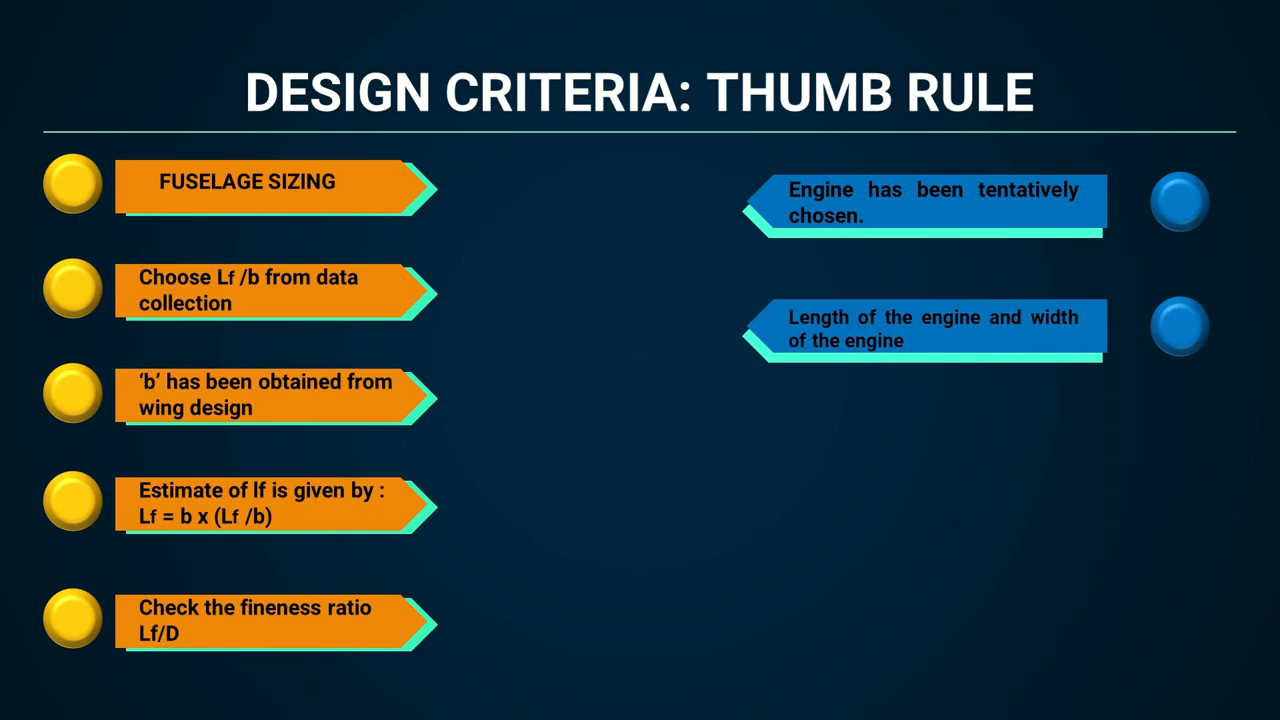 DESIGN CRITERIA: THUMB RULE
FUSELAGE SIZING
Choose Lf /b from data
collection
‘b’ has been obtained from
wing design
Estimate of lf is given by :
Lf = b x (Lf /b)
Check the fineness ratio
Lf/D
Engine has been tentatively
chosen.
Length of the engine and width
of the engine